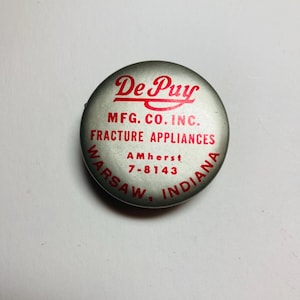 De Puy
MFG. CO. INC.
FRACTURE APPLIANCES
AMherst
7-8143
WARSAW, INDIANA